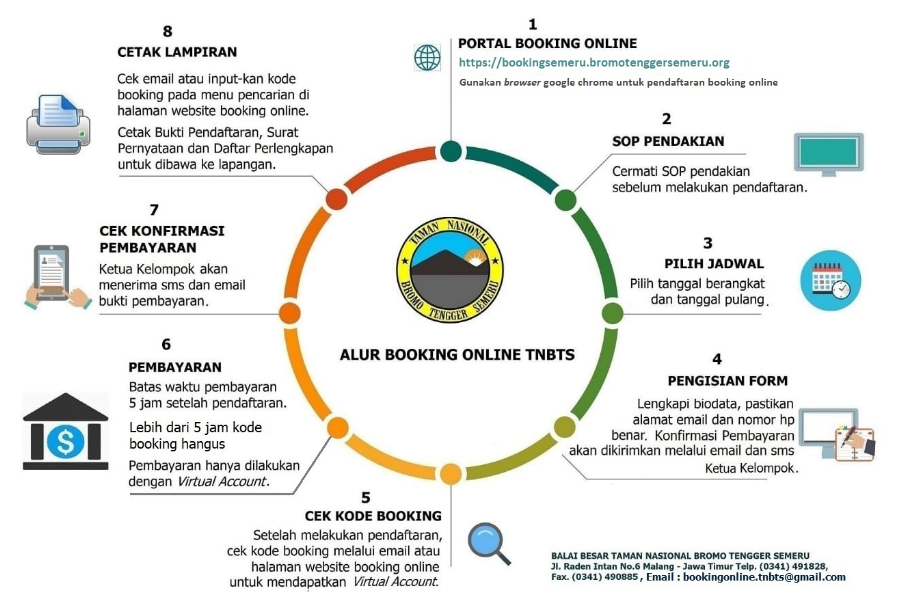 1
PORTAL BOOKING ONLINE
https://bookingsemeru.bromotenggersemeru.org
Gunakan browser google chrome untuk pendaftaran booking online
2
SOP PENDAKIAN
Cermati SOP pendakian
sebelum melakukan pendaftaran.
3
PILIH JADWAL
Pilih tanggal berangkat
dan tanggal pulang.
4
PENGISIAN FORM
Lengkapi biodata, pastikan
alamat email dan nomor hp
benar. Konfirmasi Pembayaran
akan dikirimkan melalui email dan sms
Ketua Kelompok.
5
CEK KODE BOOKING
Setelah melakukan pendaftaran,
cek kode booking melalui email atau
halaman website booking online
untuk mendapatkan Virtual Account.
6
PEMBAYARAN
Batas waktu pembayaran
5 jam setelah pendaftaran.
Lebih dari 5 jam kode
booking hangus
Pembayaran hanya dilakukan
dengan Virtual Account.
7
CEK KONFIRMASI
PEMBAYARAN
Ketua Kelompok akan
menerima sms dan email
bukti pembayaran.
8
CETAK LAMPIRAN
Cek email atau input-kan kode
booking pada menu pencarian di
halaman website booking online.
Cetak Bukti Pendaftaran, Surat
Pernyataan dan Daftar Perlengkapan
untuk dibawa ke lapangan.
TAMAN NASIONAL
BROMO TENGGER SEMERU
ALUR BOOKING ONLINE TNBTS
$
BALAI BESAR TAMAN NASIONAL BROMO TENGGER SEMERU
Jl. Raden Intan No.6 Malang - Jawa Timur Telp. (0341) 491828,
Fax. (0341) 490885 , Email : bookingonline.tnbts@gmail.com